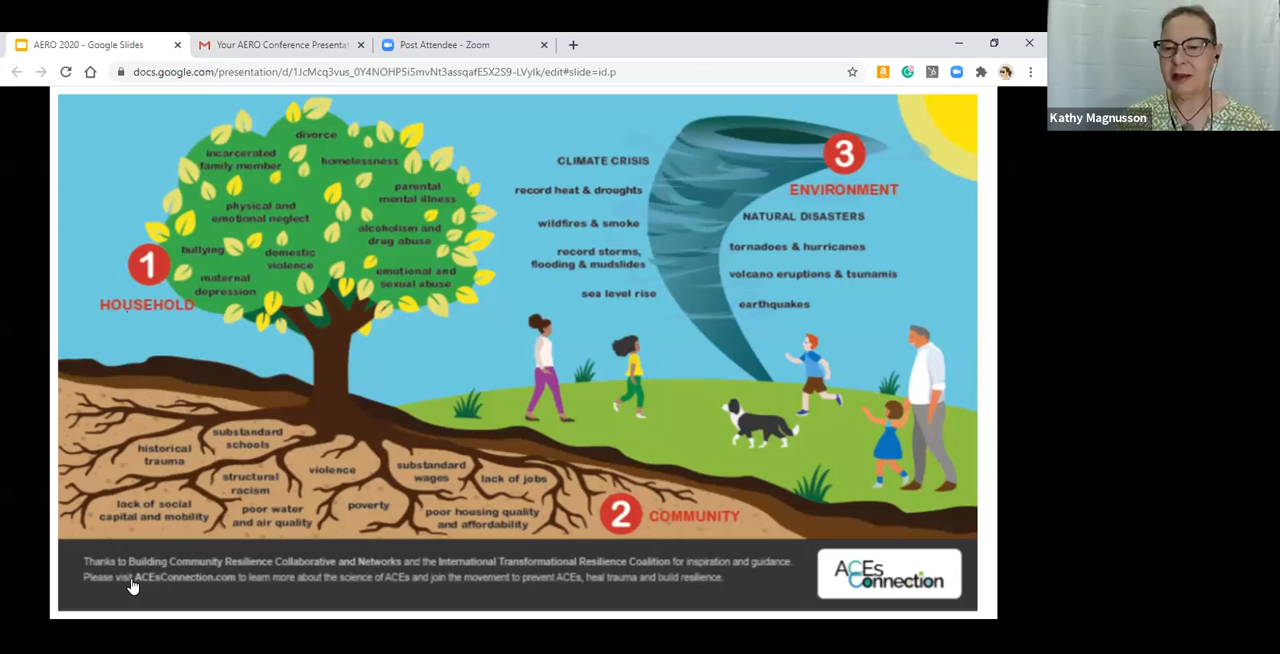 AERO 2020 - Google Slides
Your AERO Conference Presentat
Post Attendee - Zoom
docs.google.com/presentation/d/1JcMcq3vus_0Y4NOHP5i5mvNt3assqafE5X2S9-LVyIk/edit#slide=id.p
Kathy Magnusson
divorce
incarcerated
family member
homelessness
parental
mental illness
physical and
emotional neglect
alcoholism and
drug abuse
bullying
domestic
violence
maternal
depression
emotional and
sexual abuse
1
HOUSEHOLD
CLIMATE CRISIS
record heat & droughts
wildfires & smoke
record storms,
flooding & mudslides
sea level rise
3
ENVIRONMENT
NATURAL DISASTERS
tornadoes & hurricanes
volcano eruptions & tsunamis
earthquakes
substandard
schools
historical
trauma
structural
racism
violence
substandard
wages
lack of jobs
lack of social
capital and mobility
poor water
and air quality
poverty
poor housing quality
and affordability
2
COMMUNITY
Thanks to Building Community Resilience Collaborative and Networks and the International Transformational Resilience Coalition for inspiration and guidance.
Please visit ACEsConnection.com to learn more about the science of ACEs and join the movement to prevent ACEs, heal trauma and build resilience.
ACEs
Connection